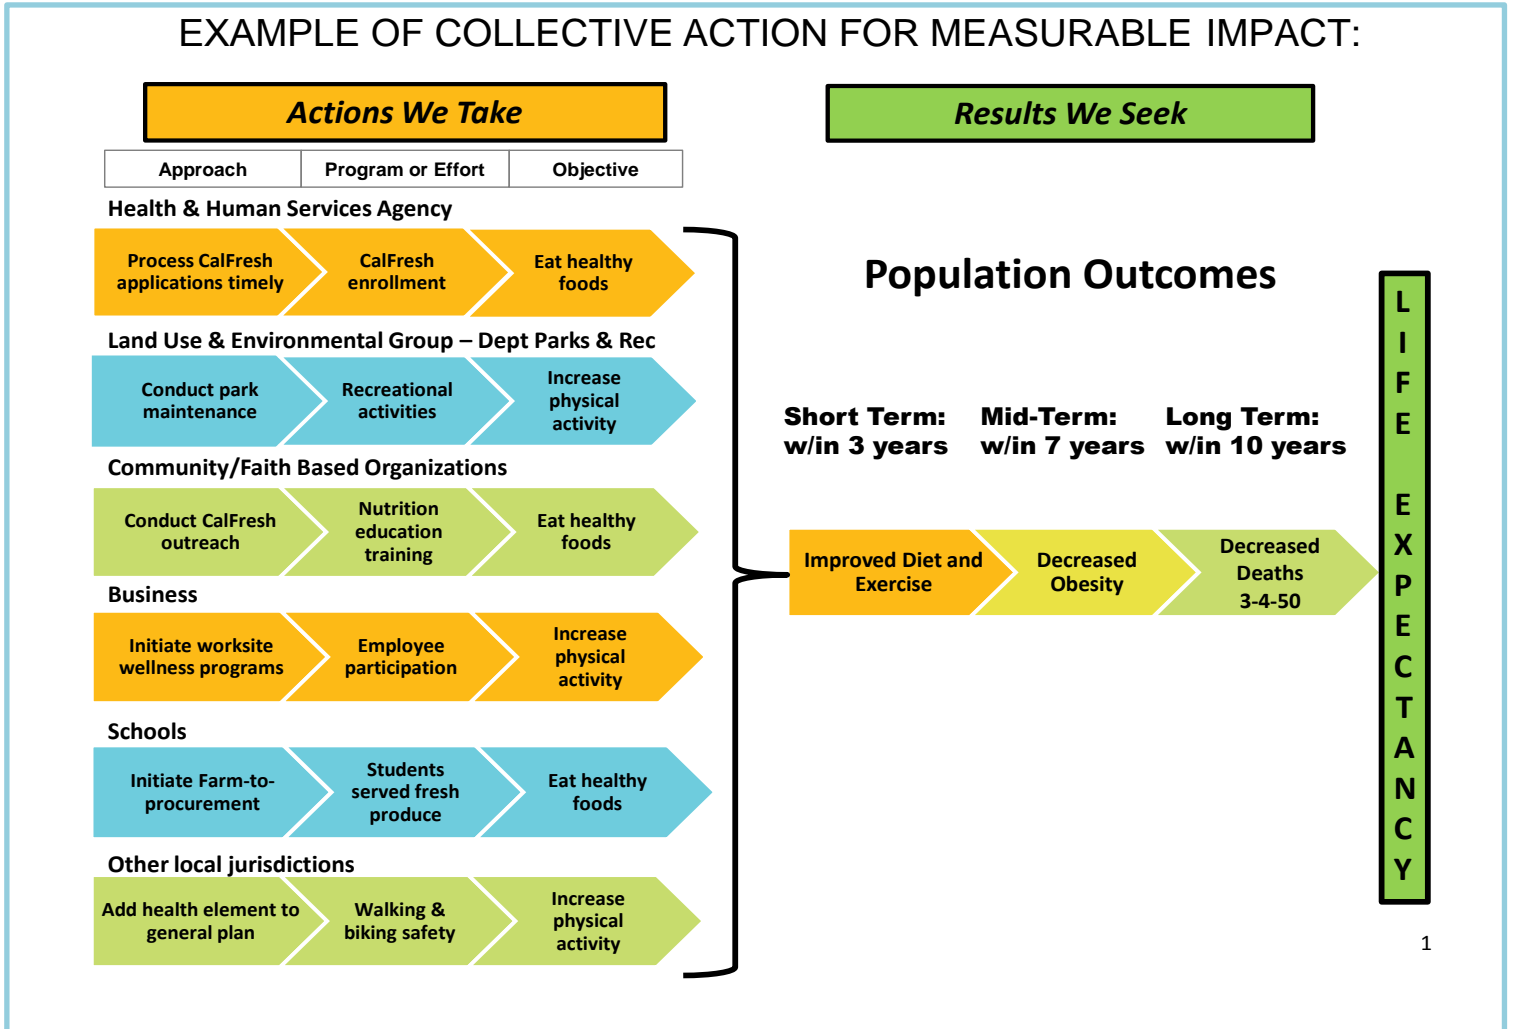 EXAMPLE OF COLLECTIVE ACTION FOR MEASURABLE IMPACT:
Actions We Take
Results We Seek
Approach
Program or Effort
Objective
Health & Human Services Agency
Process CalFresh
applications timely
CalFresh
enrollment
Eat healthy
foods
Land Use & Environmental Group – Dept Parks & Rec
Conduct park
maintenance
Recreational
activities
Increase
physical
activity
Community/Faith Based Organizations
Conduct CalFresh
outreach
Nutrition
education
training
Eat healthy
foods
Business
Initiate worksite
wellness programs
Employee
participation
Increase
physical
activity
Schools
Initiate Farm-to-
procurement
Students
served fresh
produce
Eat healthy
foods
Other local jurisdictions
Add health element to
general plan
Walking &
biking safety
Increase
physical
activity
Population Outcomes
Short Term:
w/in 3 years
Mid-Term:
w/in 7 years
Long Term:
w/in 10 years
Improved Diet and
Exercise
Decreased
Obesity
Decreased
Deaths
3-4-50
LIFE EXPECTANCY
1